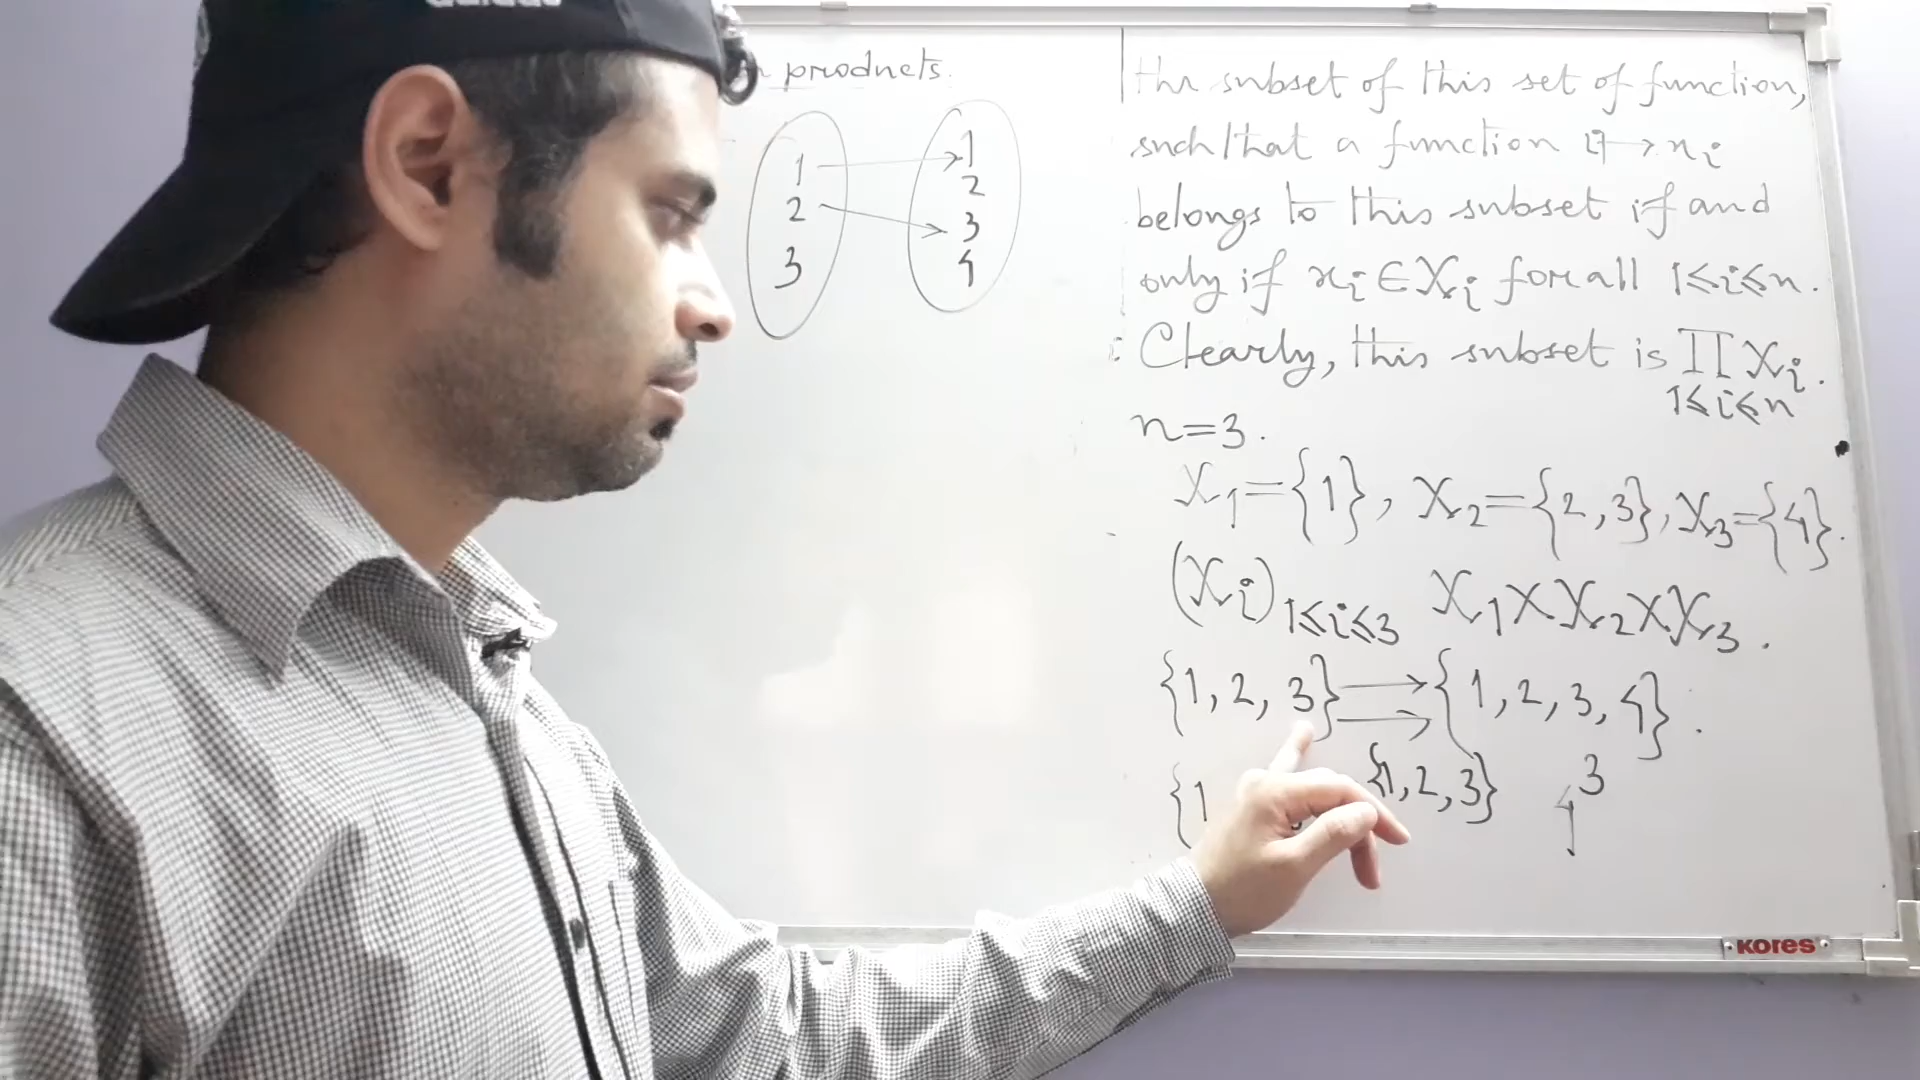 products.
1 1
2 2
3 3
4
the subset of this set of function,
such that a function i ↦ xᵢ
belongs to this subset if and
only if xᵢ ∈ Xᵢ for all 1≤i≤n.
Clearly, this subset is ∏ Xᵢ.
1≤i≤n
n=3.
X₁={1}, X₂={2,3}, X₃={4}.
(Xᵢ)1≤i≤3 X₁×X₂×X₃.
{1, 2, 3} → → {1, 2, 3, 4}.
{1 {1,2,3} 4³
KORES